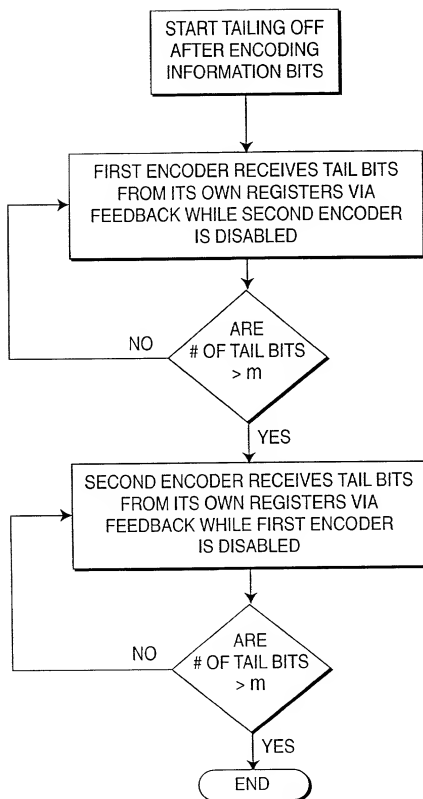 START TAILING OFF
AFTER ENCODING
INFORMATION BITS
FIRST ENCODER RECEIVES TAIL BITS
FROM ITS OWN REGISTERS VIA
FEEDBACK WHILE SECOND ENCODER
IS DISABLED
NO
ARE
# OF TAIL BITS
> m
YES
SECOND ENCODER RECEIVES TAIL BITS
FROM ITS OWN REGISTERS VIA
FEEDBACK WHILE FIRST ENCODER
IS DISABLED
NO
ARE
# OF TAIL BITS
> m
YES
END